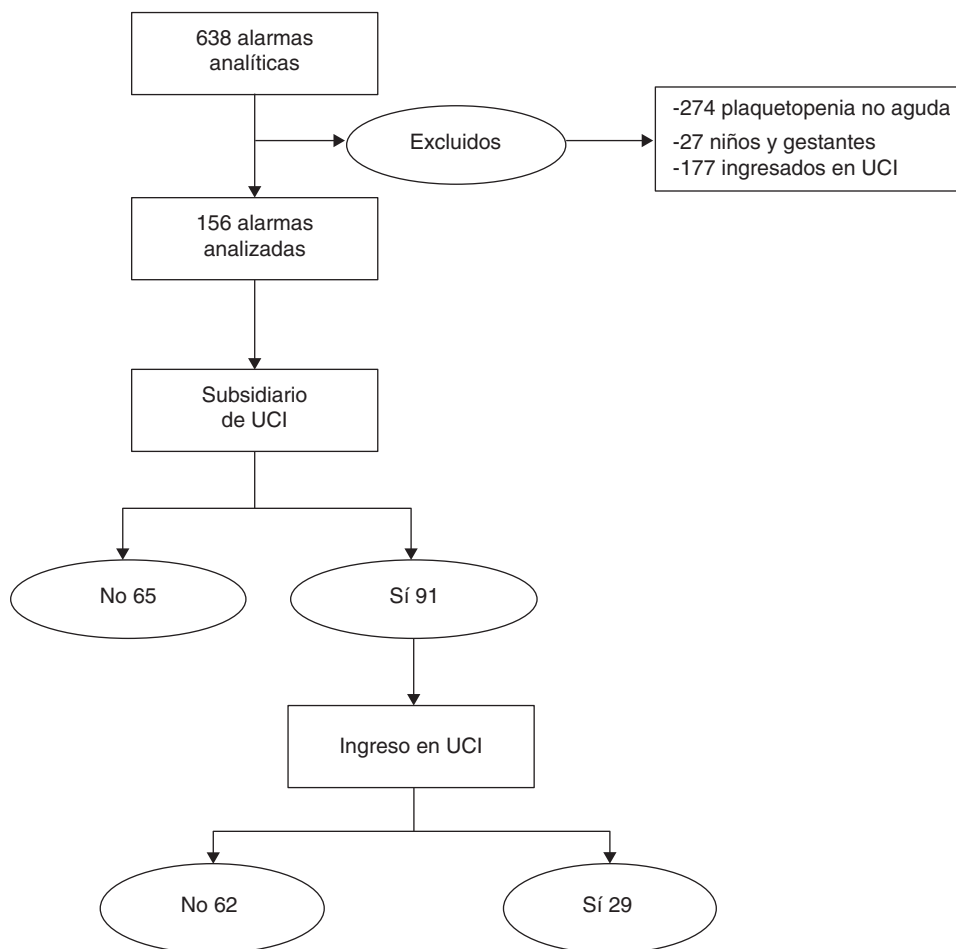 638 alarmas
analíticas
Excluidos
-274 plaquetopenia no aguda
-27 niños y gestantes
-177 ingresados en UCI
156 alarmas
analizadas
Subsidiario
de UCI
No 65
Sí 91
Ingreso en UCI
No 62
Sí 29